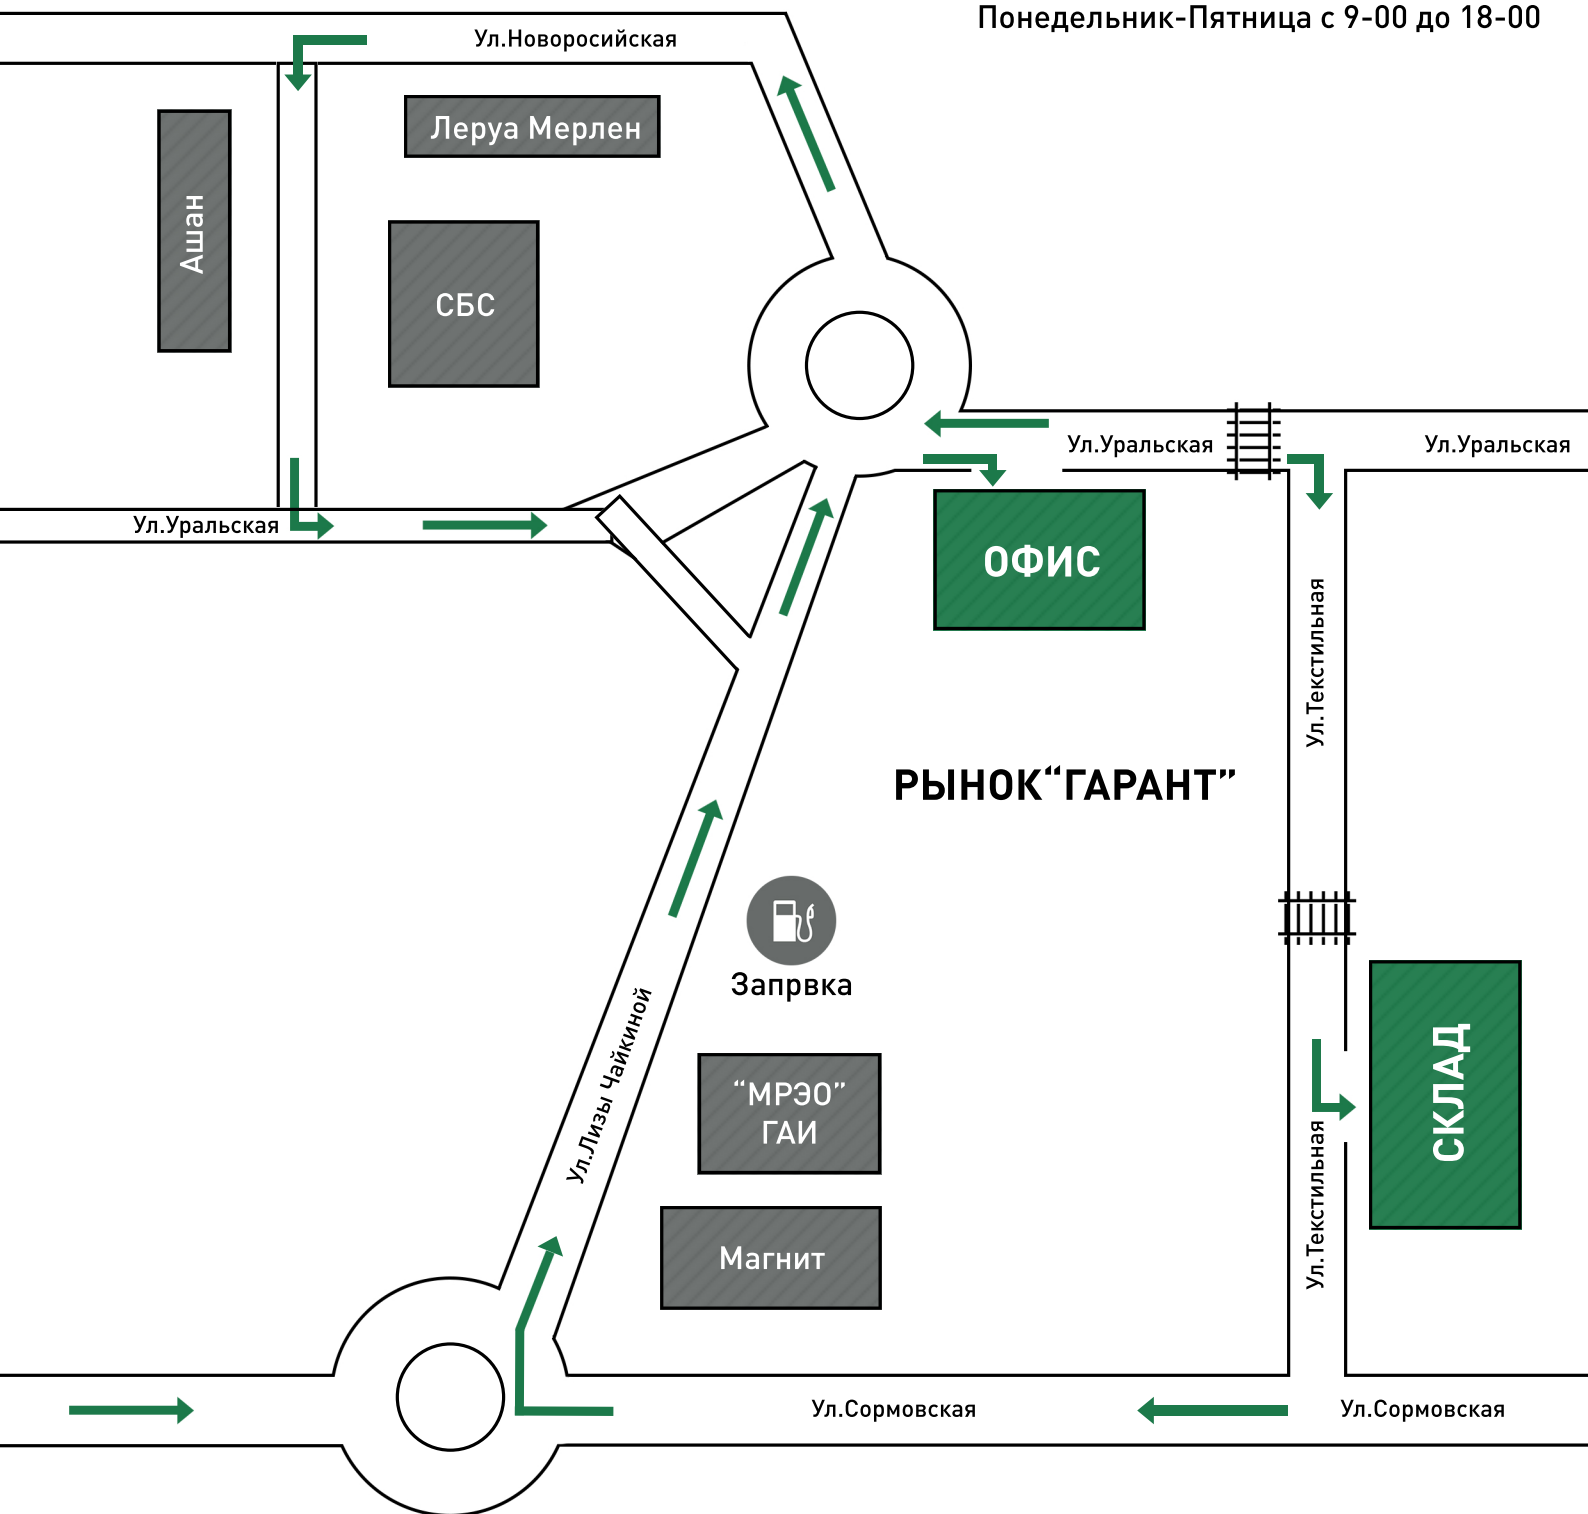 Понедельник-Пятница с 9-00 до 18-00
Ул.Новоросийская
Леруа Мерлен
Ашан
СБС
Ул.Уральская
Ул.Уральская
Ул.Уральская
ОФИС
Ул.Текстильная
РЫНОК“ГАРАНТ”
Запрвка
Ул.Лизы Чайкиной
“МРЭО”
ГАИ
СКЛАД
Ул.Текстильная
Магнит
Ул.Сормовская
Ул.Сормовская